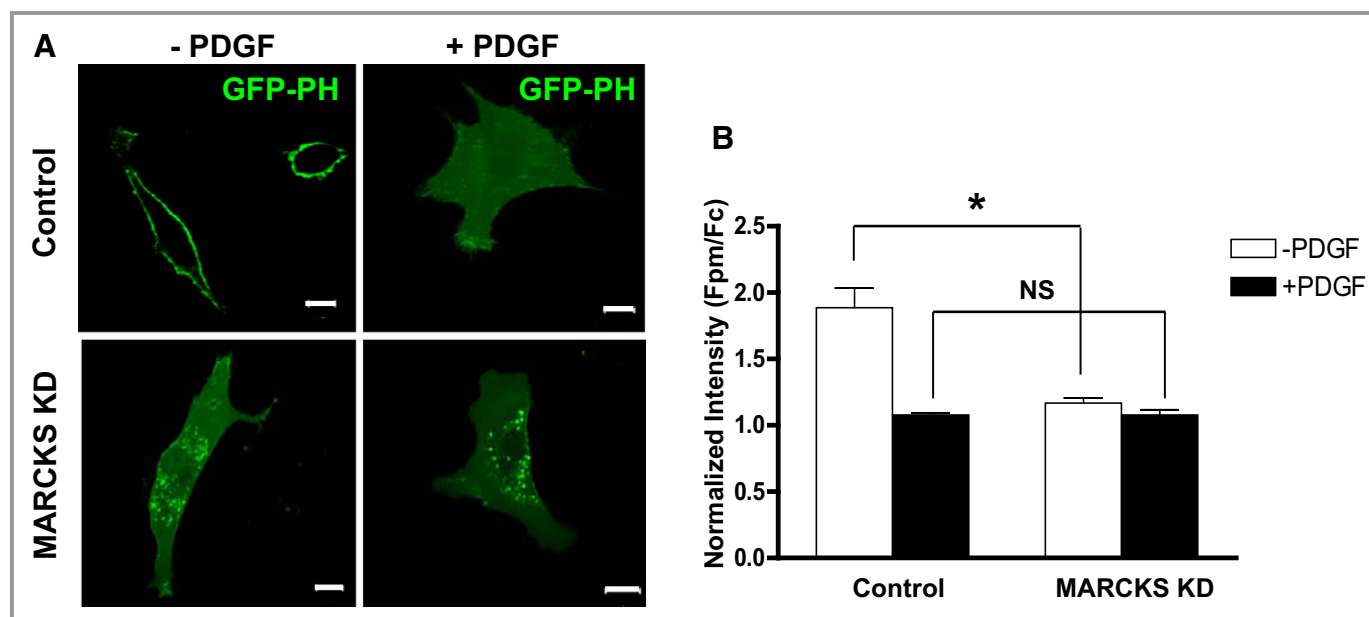 A
- PDGF
+ PDGF
GFP-PH
GFP-PH
Control
MARCKS KD
B
*
NS
-PDGF
+PDGF
Normalized Intensity (Fpm/Fc)
2.5
2.0
1.5
1.0
0.5
0.0
Control
MARCKS KD